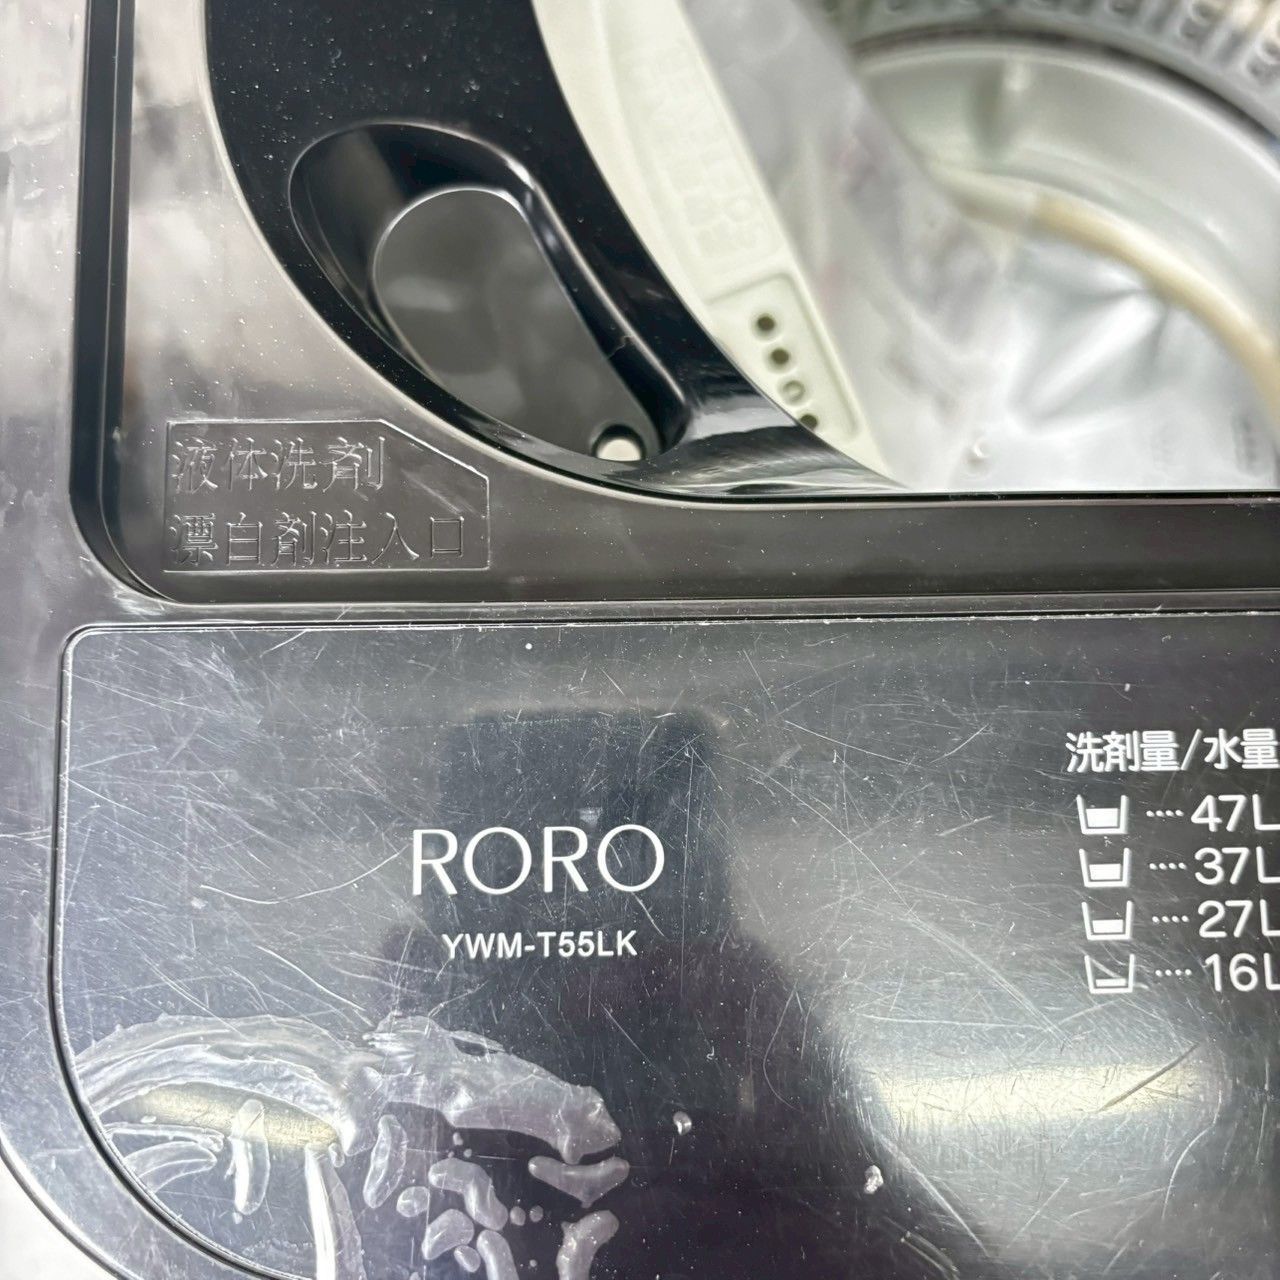 液体洗剤
漂白剤注入口
洗剤量/水量
47L
37L
27L
16L
RORO
YWM-T55LK